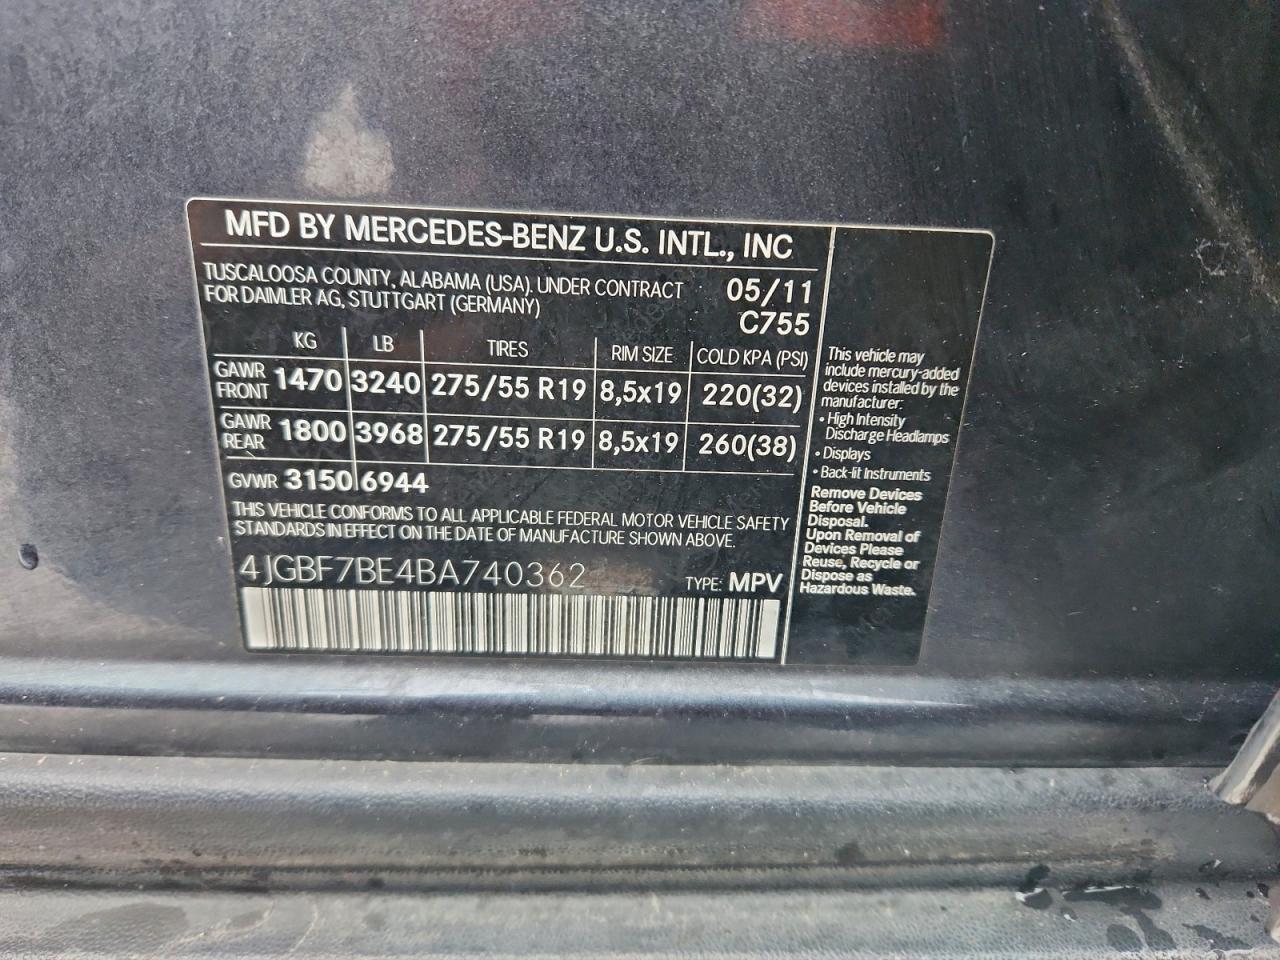 MFD BY MERCEDES-BENZ U.S. INTL., INC
TUSCALOOSA COUNTY, ALABAMA (USA). UNDER CONTRACT
FOR DAIMLER AG, STUTTGART (GERMANY)
05/11
C755
KG LB TIRES RIM SIZE COLD KPA (PSI)
GAWR FRONT 1470 3240 275/55 R19 8,5x19 220(32)
GAWR REAR 1800 3968 275/55 R19 8,5x19 260(38)
GVWR 3150 6944
THIS VEHICLE CONFORMS TO ALL APPLICABLE FEDERAL MOTOR VEHICLE SAFETY
STANDARDS IN EFFECT ON THE DATE OF MANUFACTURE SHOWN ABOVE.
4JGBF7BE4BA740362 TYPE: MPV
This vehicle may
include mercury-added
devices installed by the
manufacturer:
• High Intensity
Discharge Headlamps
• Displays
• Back-lit Instruments
Remove Devices
Before Vehicle
Disposal.
Upon Removal of
Devices Please
Reuse, Recycle or
Dispose as
Hazardous Waste.